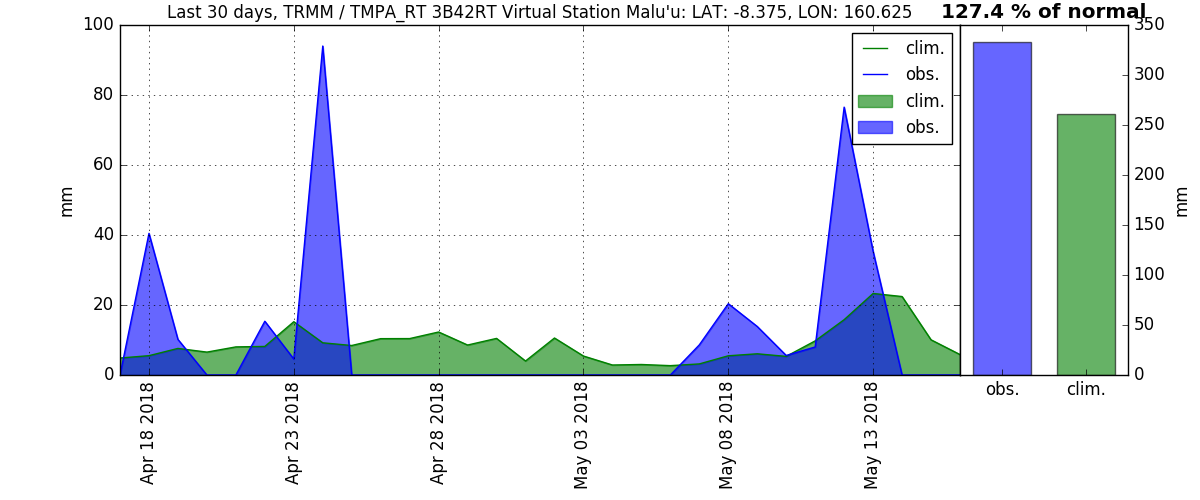 Last 30 days, TRMM / TMPA_RT 3B42RT Virtual Station Malu'u: LAT: -8.375, LON: 160.625
127.4 % of normal
100
80
60
40
20
0
mm
clim.
obs.
clim.
obs.
350
300
250
200
150
100
50
0
mm
Apr 18 2018
Apr 23 2018
Apr 28 2018
May 03 2018
May 08 2018
May 13 2018
obs.
clim.